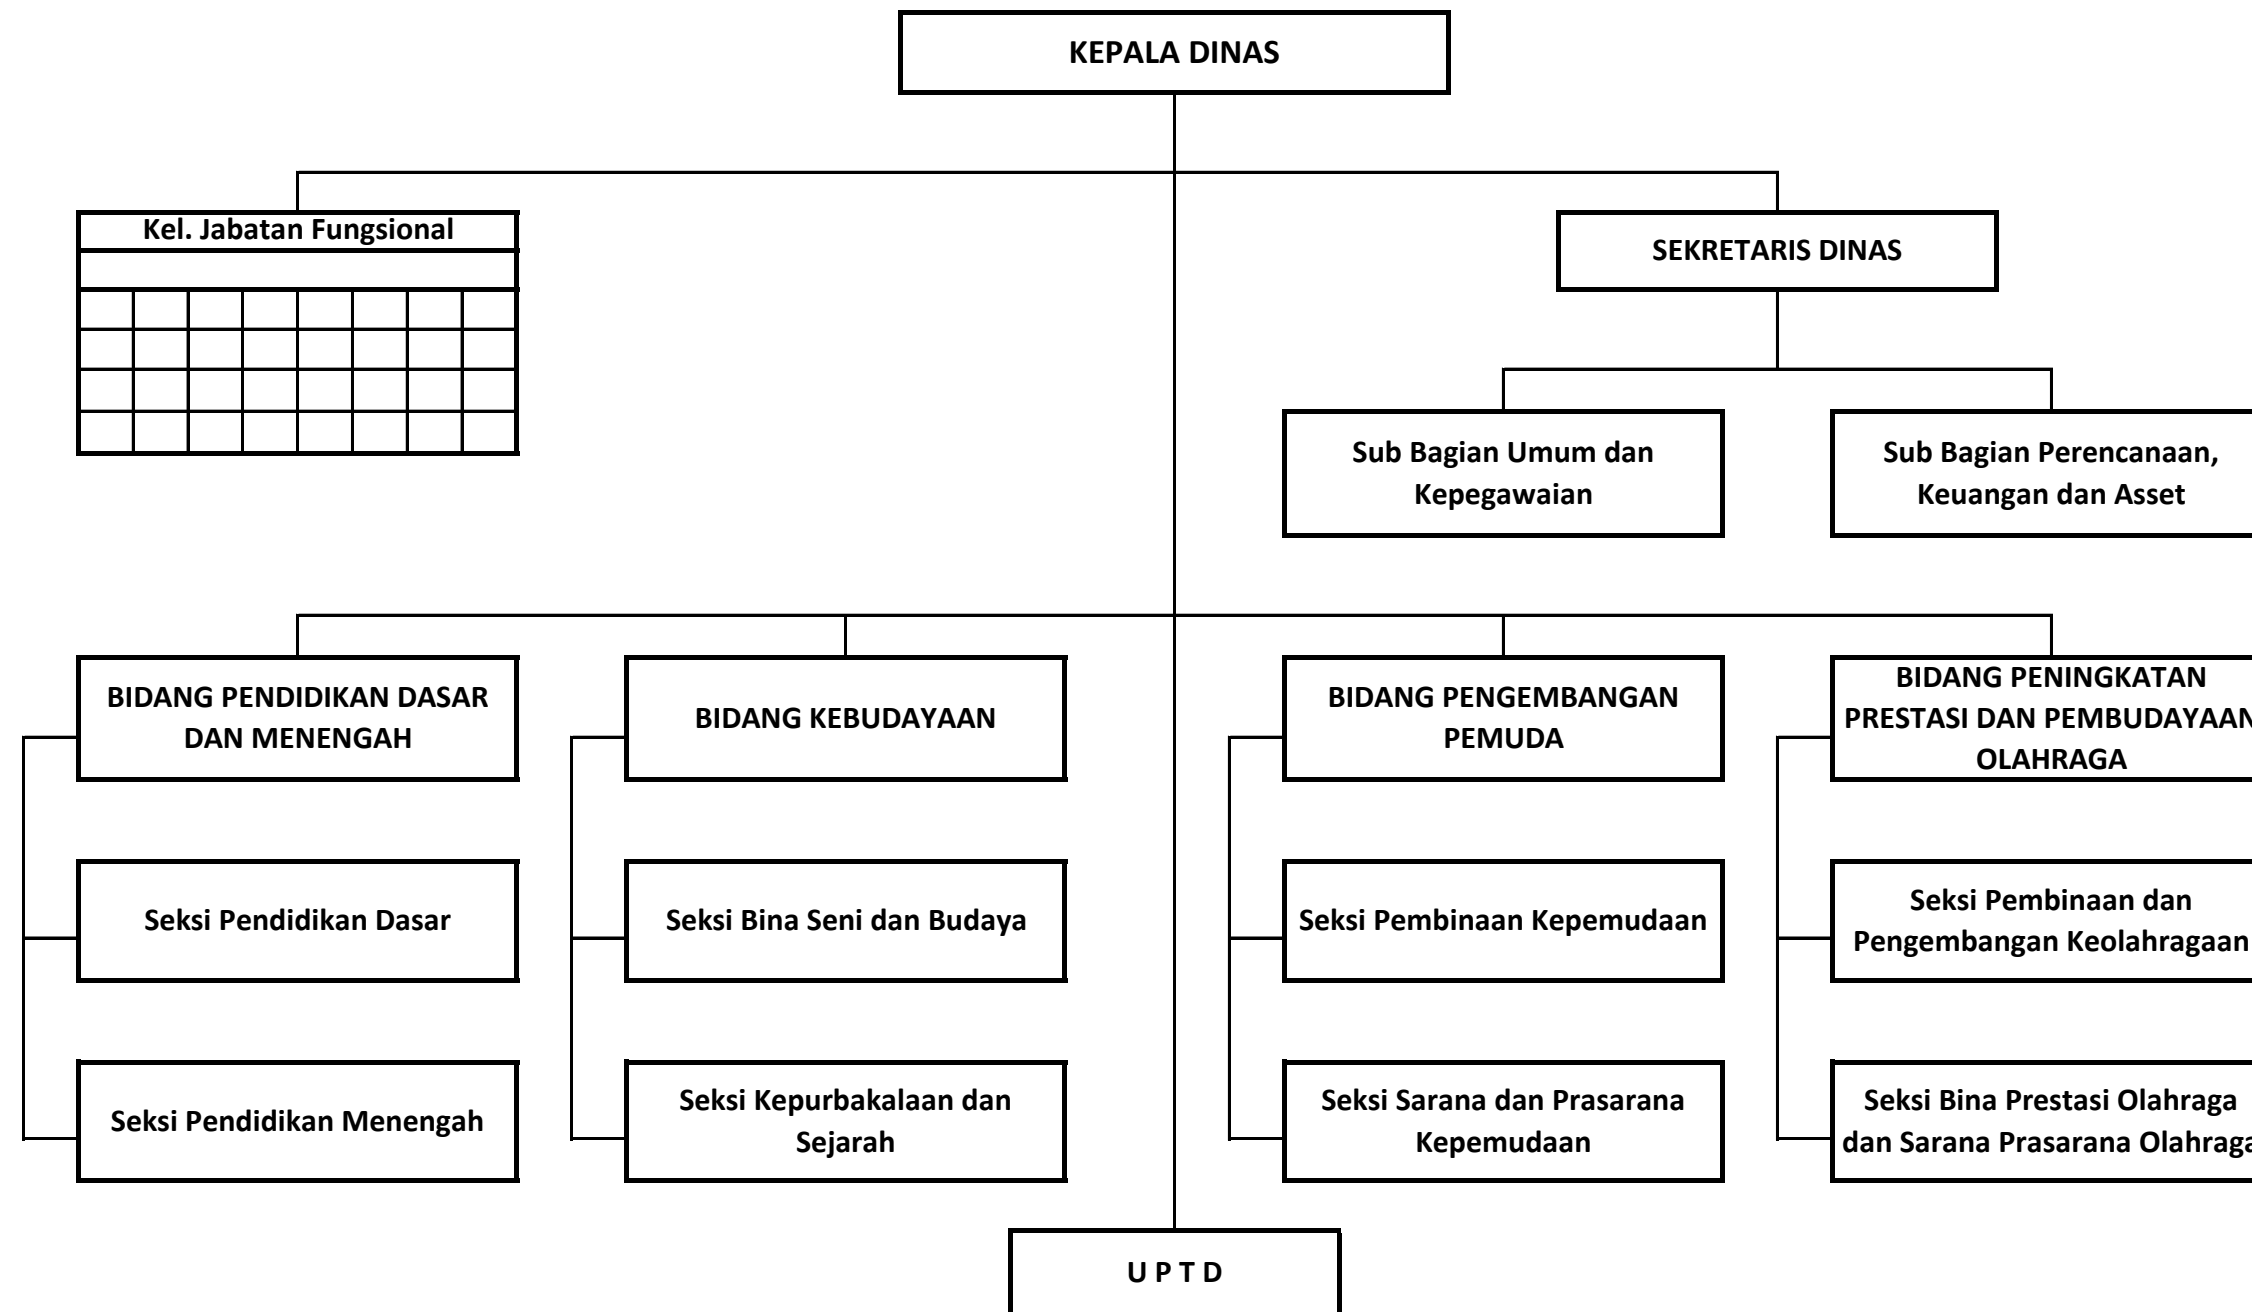 KEPALA DINAS
Kel. Jabatan Fungsional
SEKRETARIS DINAS
Sub Bagian Umum dan
Kepegawaian
Sub Bagian Perencanaan,
Keuangan dan Asset
BIDANG PENDIDIKAN DASAR
DAN MENENGAH
BIDANG KEBUDAYAAN
BIDANG PENGEMBANGAN
PEMUDA
BIDANG PENINGKATAN
PRESTASI DAN PEMBUDAYAAN
OLAHRAGA
Seksi Pendidikan Dasar
Seksi Bina Seni dan Budaya
Seksi Pembinaan Kepemudaan
Seksi Pembinaan dan
Pengembangan Keolahragaan
Seksi Pendidikan Menengah
Seksi Kepurbakalaan dan
Sejarah
Seksi Sarana dan Prasarana
Kepemudaan
Seksi Bina Prestasi Olahraga
dan Sarana Prasarana Olahraga
U P T D